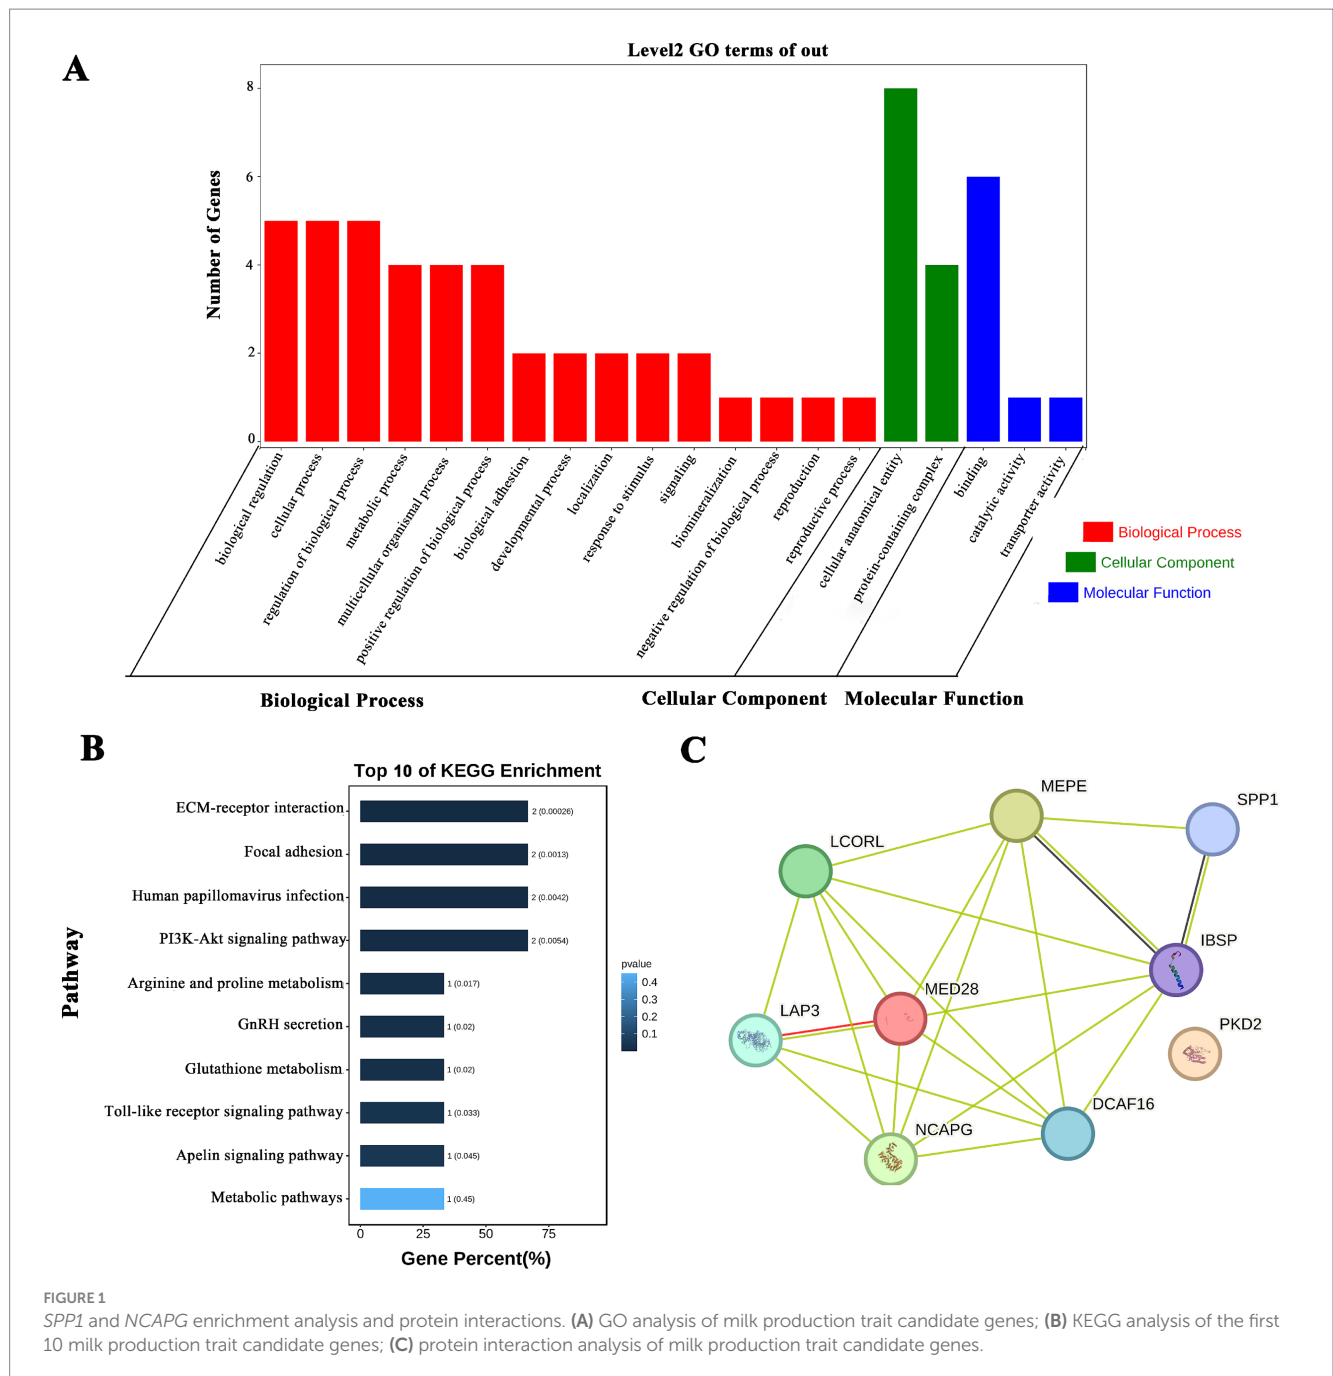 A
Level2 GO terms of out
Number of Genes
8
6
4
2
0
biological regulation
cellular process
regulation of biological process
metabolic process
multicellular organismal process
positive regulation of biological process
biological adhesion
developmental process
localization
response to stimulus
signaling
biomineralization
negative regulation of biological process
reproduction
reproductive process
cellular anatomical entity
protein-containing complex
binding
catalytic activity
transporter activity
Biological Process
Cellular Component
Molecular Function
Biological Process
Cellular Component
Molecular Function
B
Top 10 of KEGG Enrichment
Pathway
ECM-receptor interaction
2 (0.00026)
Focal adhesion
2 (0.0013)
Human papillomavirus infection
2 (0.0042)
PI3K-Akt signaling pathway
2 (0.0054)
Arginine and proline metabolism
1 (0.017)
GnRH secretion
1 (0.02)
Glutathione metabolism
1 (0.02)
Toll-like receptor signaling pathway
1 (0.033)
Apelin signaling pathway
1 (0.045)
Metabolic pathways
1 (0.45)
0
25
50
75
Gene Percent(%)
pvalue
0.4
0.3
0.2
0.1
C
MEPE
SPP1
LCORL
IBSP
MED28
LAP3
PKD2
DCAF16
NCAPG
FIGURE 1
SPP1 and NCAPG enrichment analysis and protein interactions. (A) GO analysis of milk production trait candidate genes; (B) KEGG analysis of the first
10 milk production trait candidate genes; (C) protein interaction analysis of milk production trait candidate genes.